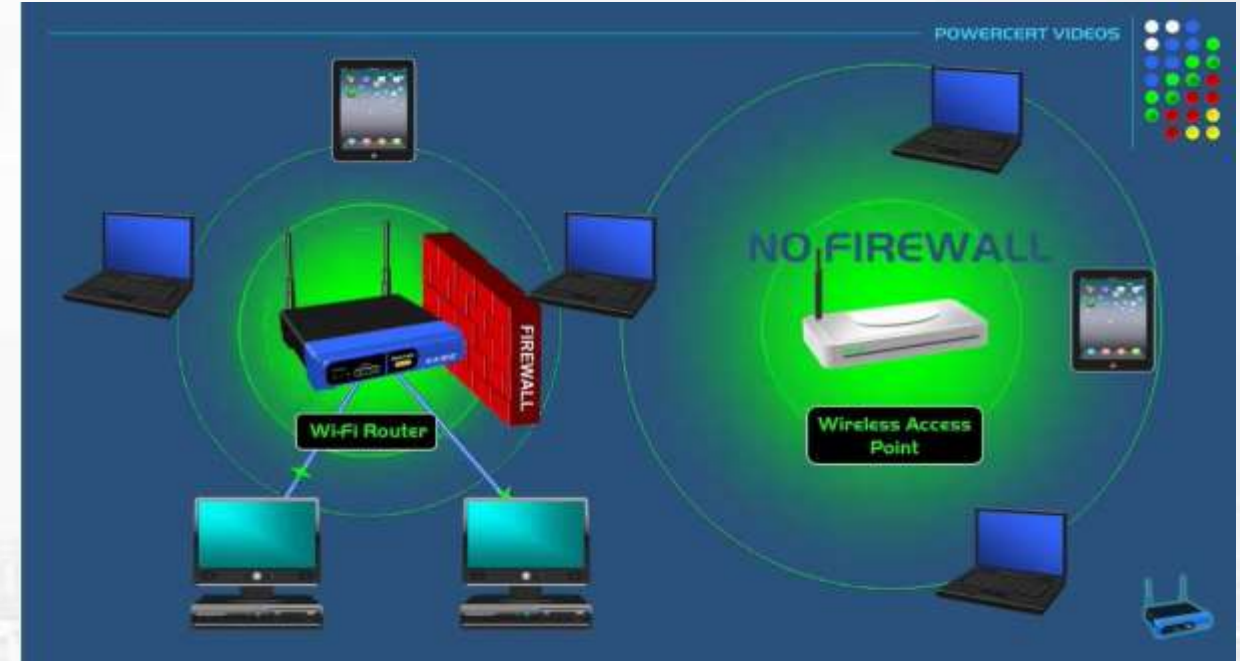 POWERCERT VIDEOS
NO FIREWALL
FIREWALL
Wi-Fi Router
Wireless Access
Point